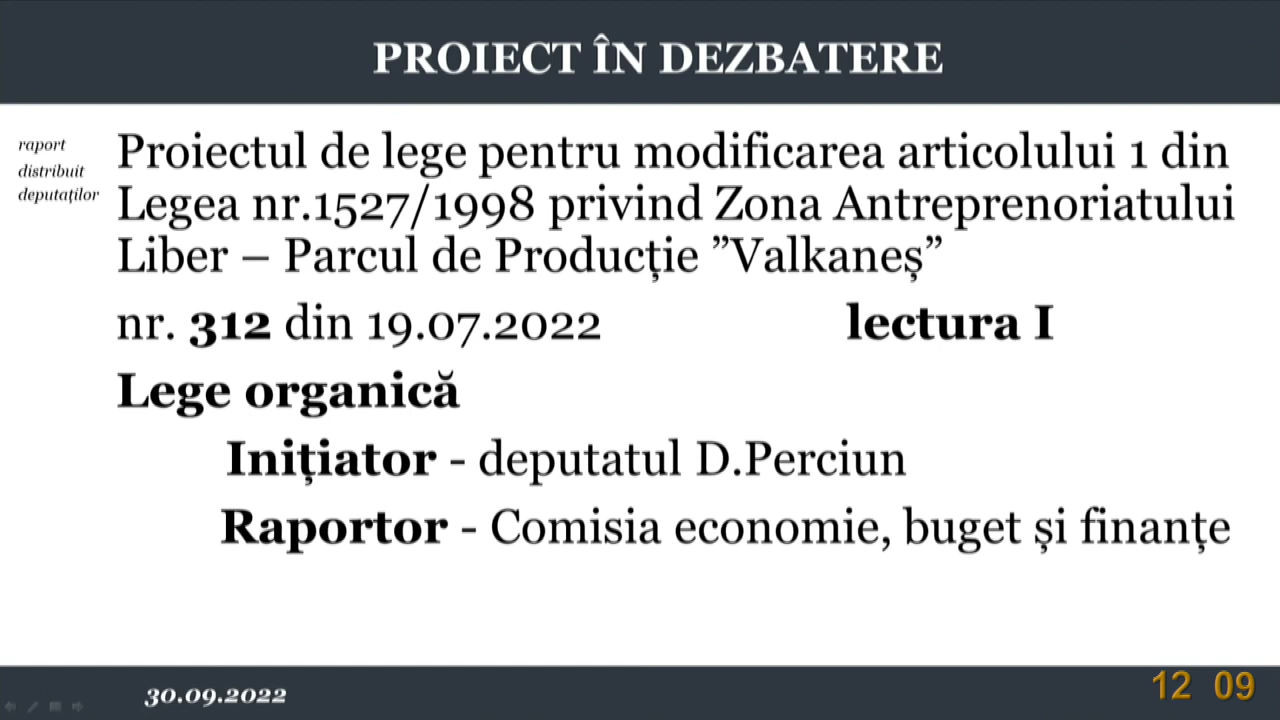 PROIECT ÎN DEZBATERE
raport
distribuit
deputaților
Proiectul de lege pentru modificarea articolului 1 din
Legea nr.1527/1998 privind Zona Antreprenoriatului
Liber – Parcul de Producție ”Valkaneș”
nr. 312 din 19.07.2022 lectura I
Lege organică
Inițiator - deputatul D.Perciun
Raportor - Comisia economie, buget și finanțe
30.09.2022
12 09